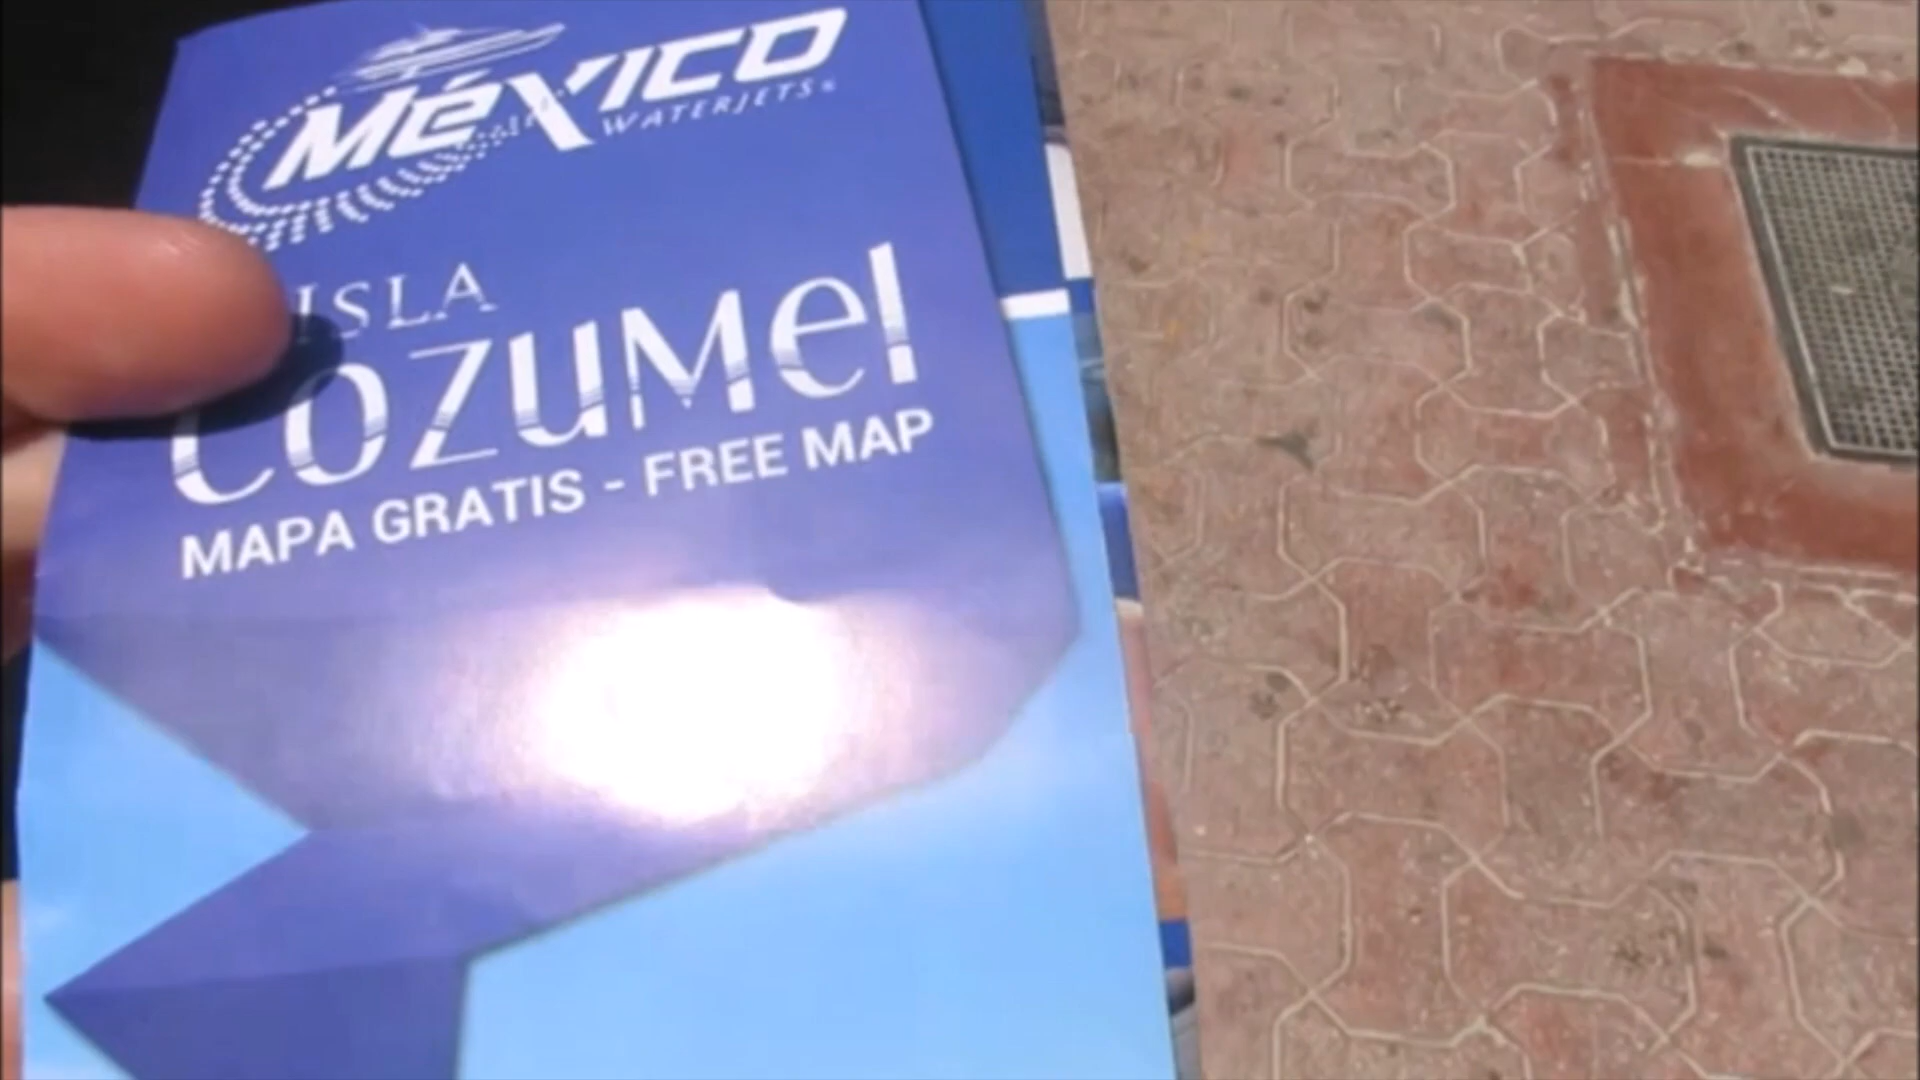 MéXICO
WATERJETS
ISLA
COZUMel
MAPA GRATIS - FREE MAP